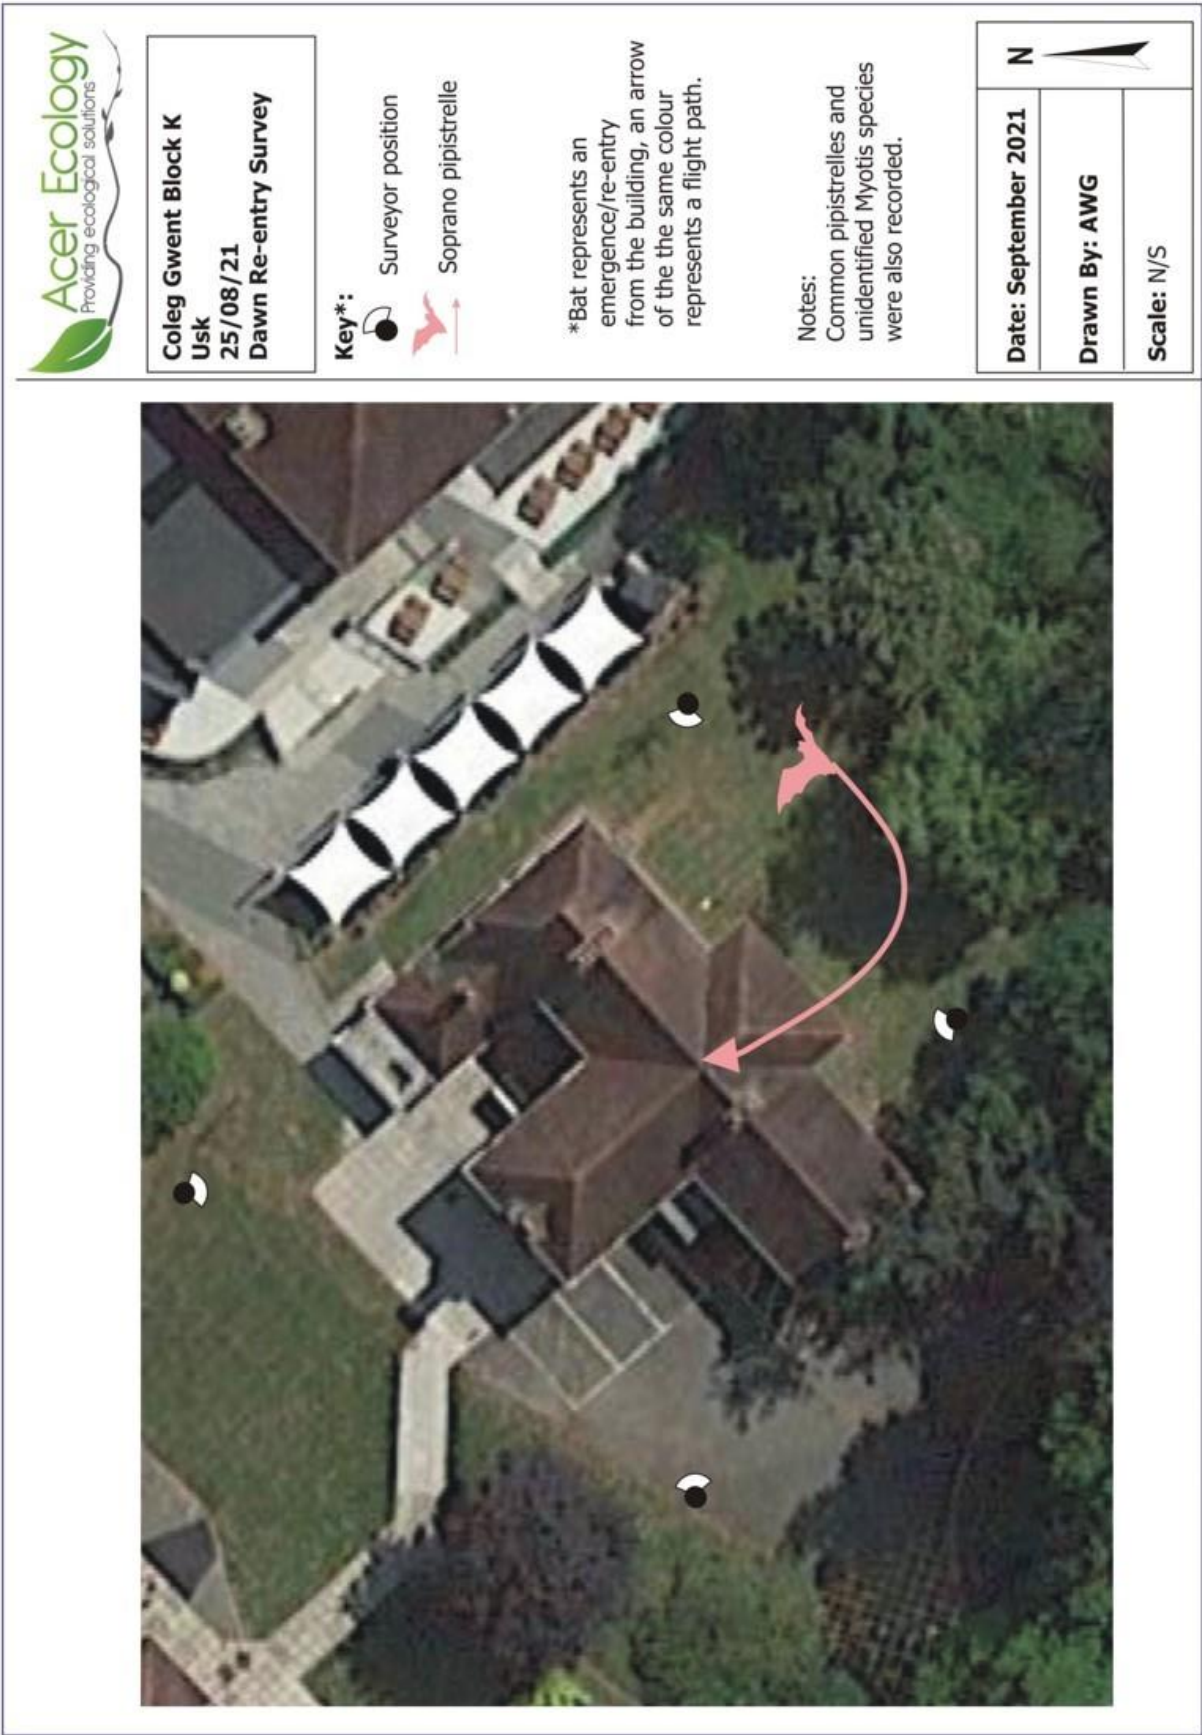 Acer Ecology
Providing ecological solutions
Coleg Gwent Block K
Usk
25/08/21
Dawn Re-entry Survey
Key*:
Surveyor position
Soprano pipistrelle
*Bat represents an
emergence/re-entry
from the building, an arrow
of the the same colour
represents a flight path.
Notes:
Common pipistrelles and
unidentified Myotis species
were also recorded.
Date: September 2021
N
Drawn By: AWG
Scale: N/S